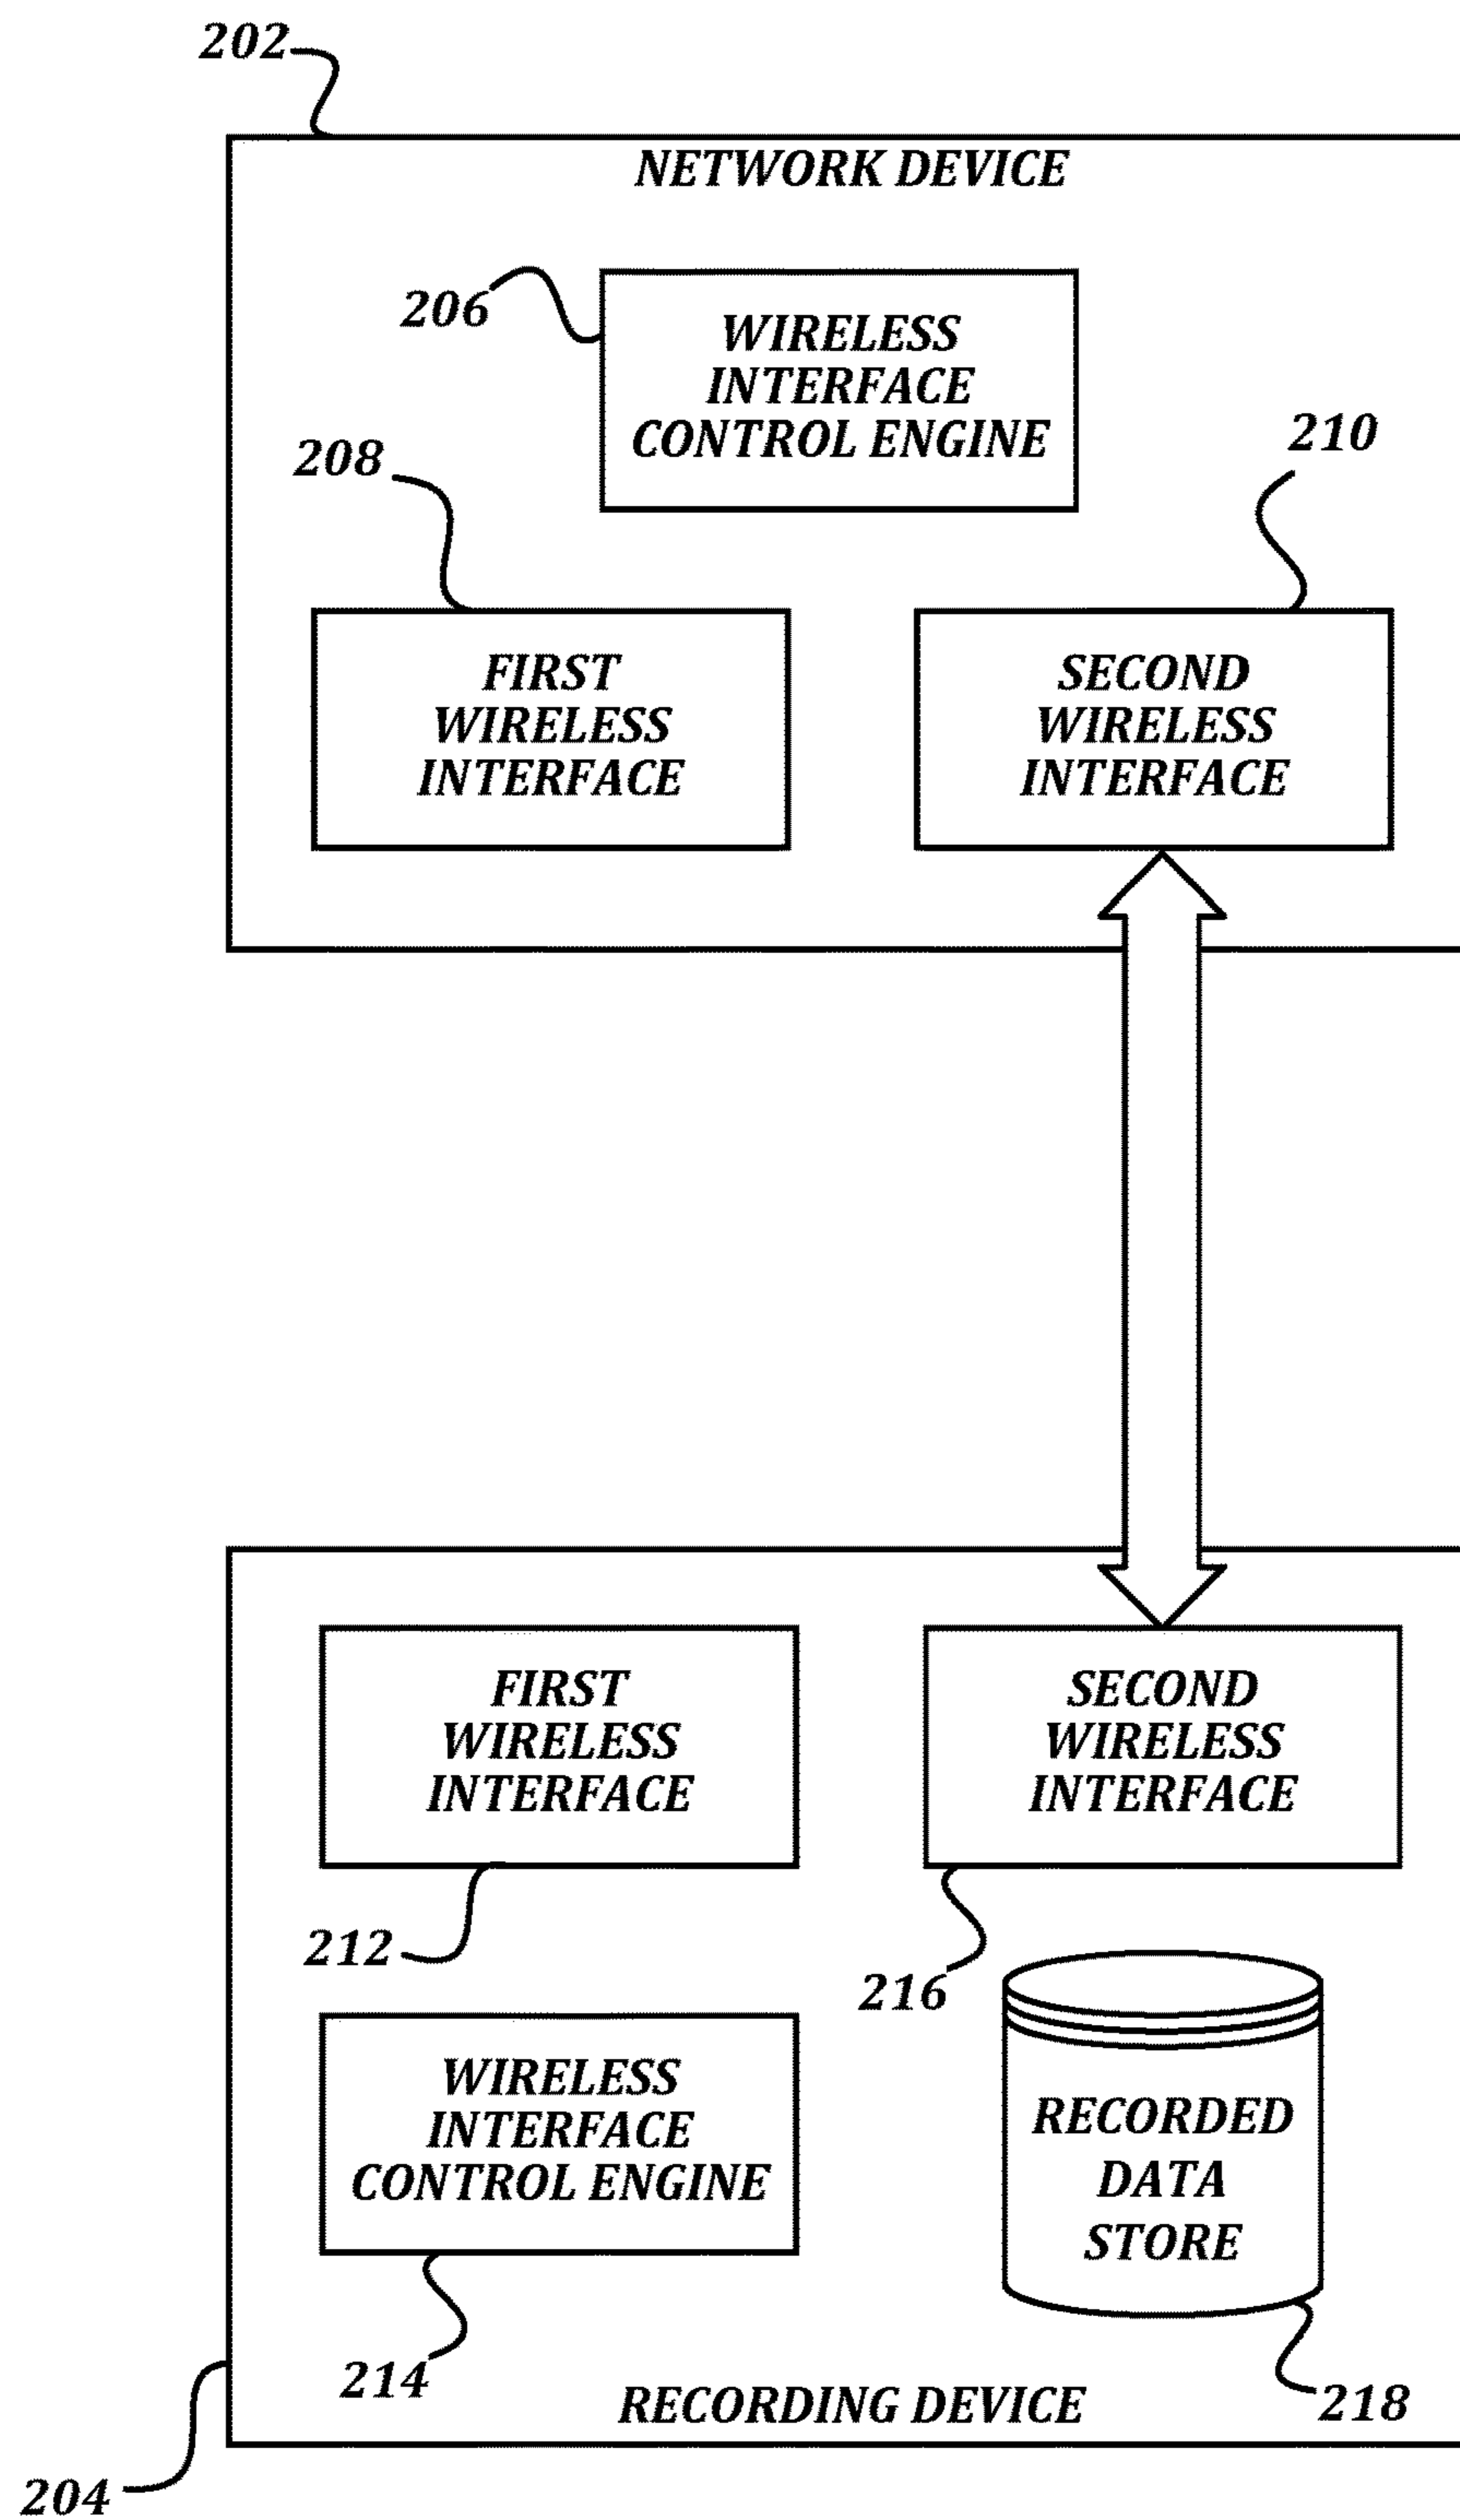 202
NETWORK DEVICE
206
WIRELESS
INTERFACE
CONTROL ENGINE
208
210
FIRST
WIRELESS
INTERFACE
SECOND
WIRELESS
INTERFACE
FIRST
WIRELESS
INTERFACE
SECOND
WIRELESS
INTERFACE
212
216
WIRELESS
INTERFACE
CONTROL ENGINE
RECORDED
DATA
STORE
214
RECORDING DEVICE
218
204